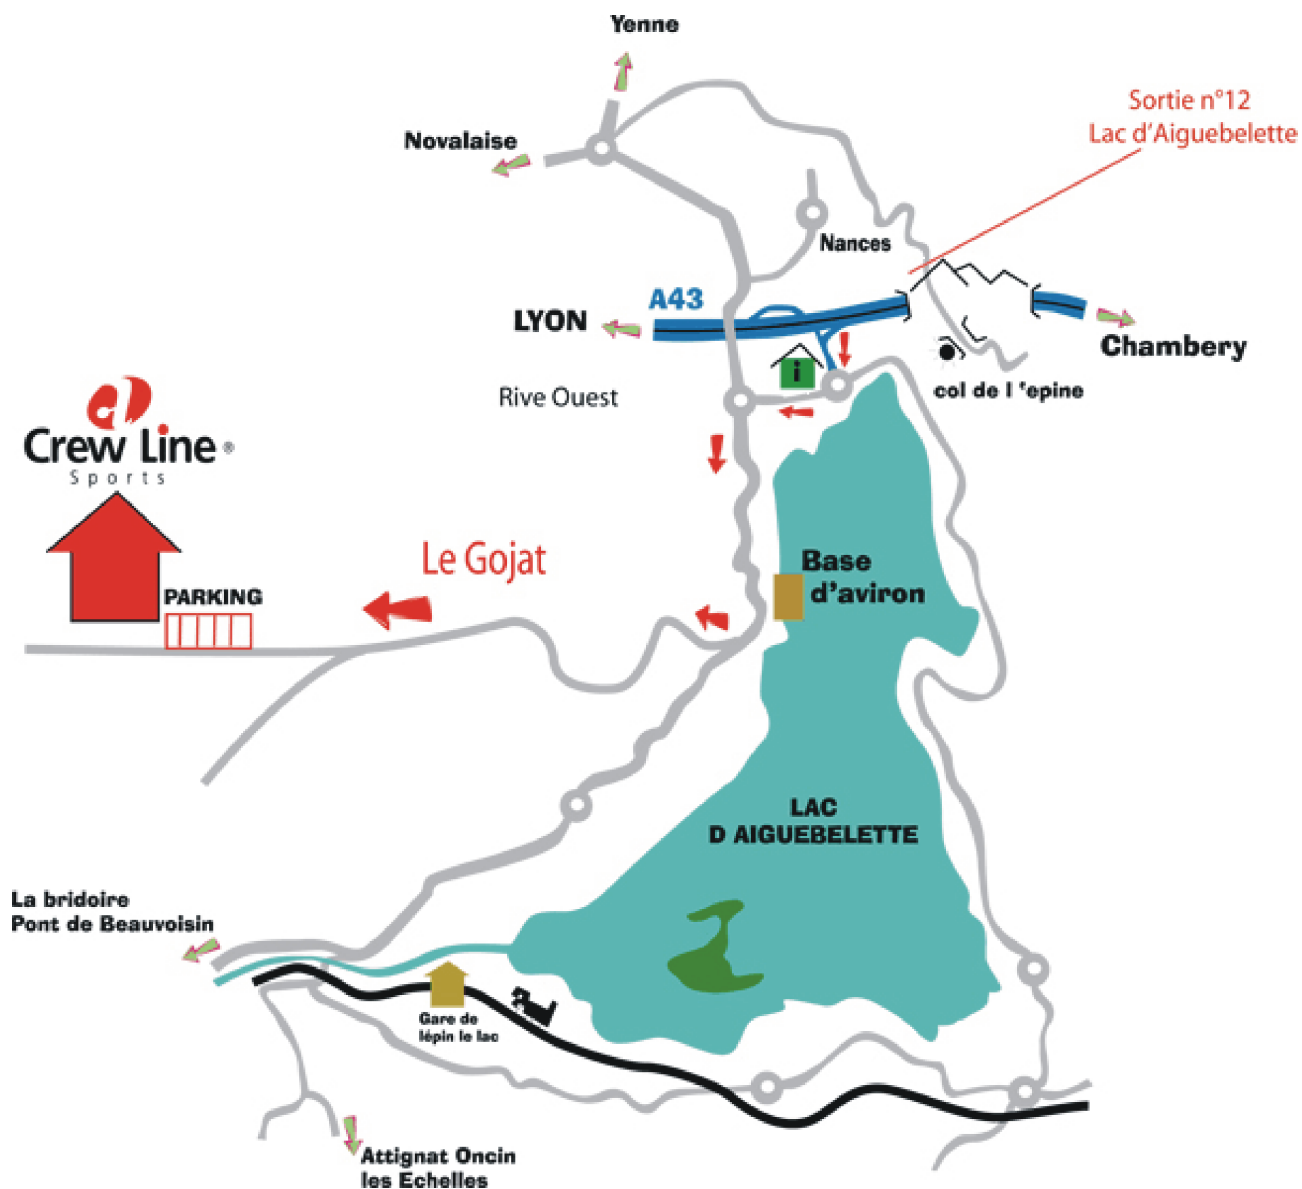 Yenne
Sortie n°12
Lac d'Aiguebelette
Novalaise
Nances
A43
LYON
Chambery
i
col de l 'epine
Rive Ouest
Crew Line®
Sports
Le Gojat
PARKING
Base
d'aviron
LAC
D AIGUEBELETTE
La bridoire
Pont de Beauvoisin
Gare de
lépin le lac
Attignat Oncin
les Echelles